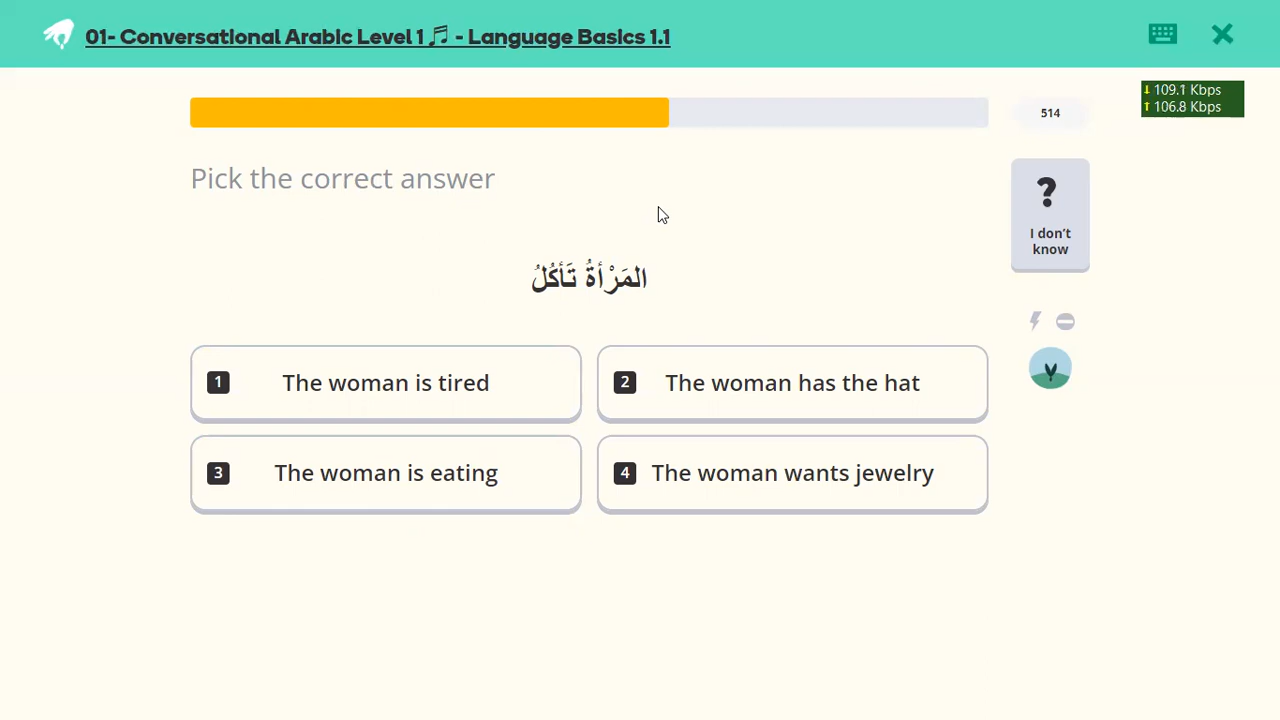 01- Conversational Arabic Level 1 🎵 - Language Basics 1.1
↓ 109.1 Kbps
↑ 106.8 Kbps
514
Pick the correct answer
?
I don't
know
المَرْأةُ تَأكُلُ
1 The woman is tired
2 The woman has the hat
3 The woman is eating
4 The woman wants jewelry